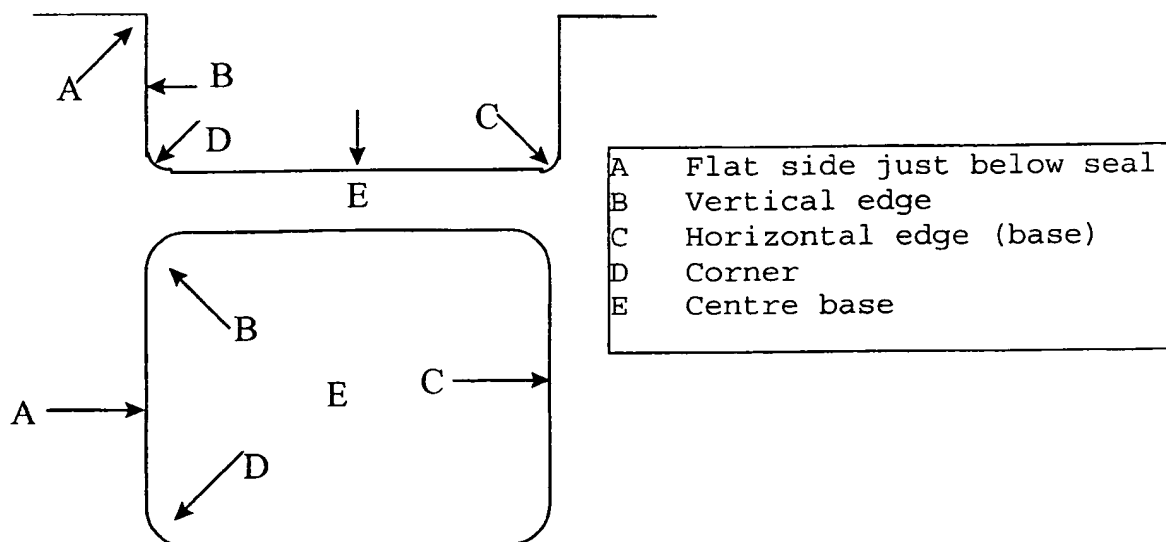 A
B
D
C
E
B
A
E
C
D
A Flat side just below seal
B Vertical edge
C Horizontal edge (base)
D Corner
E Centre base